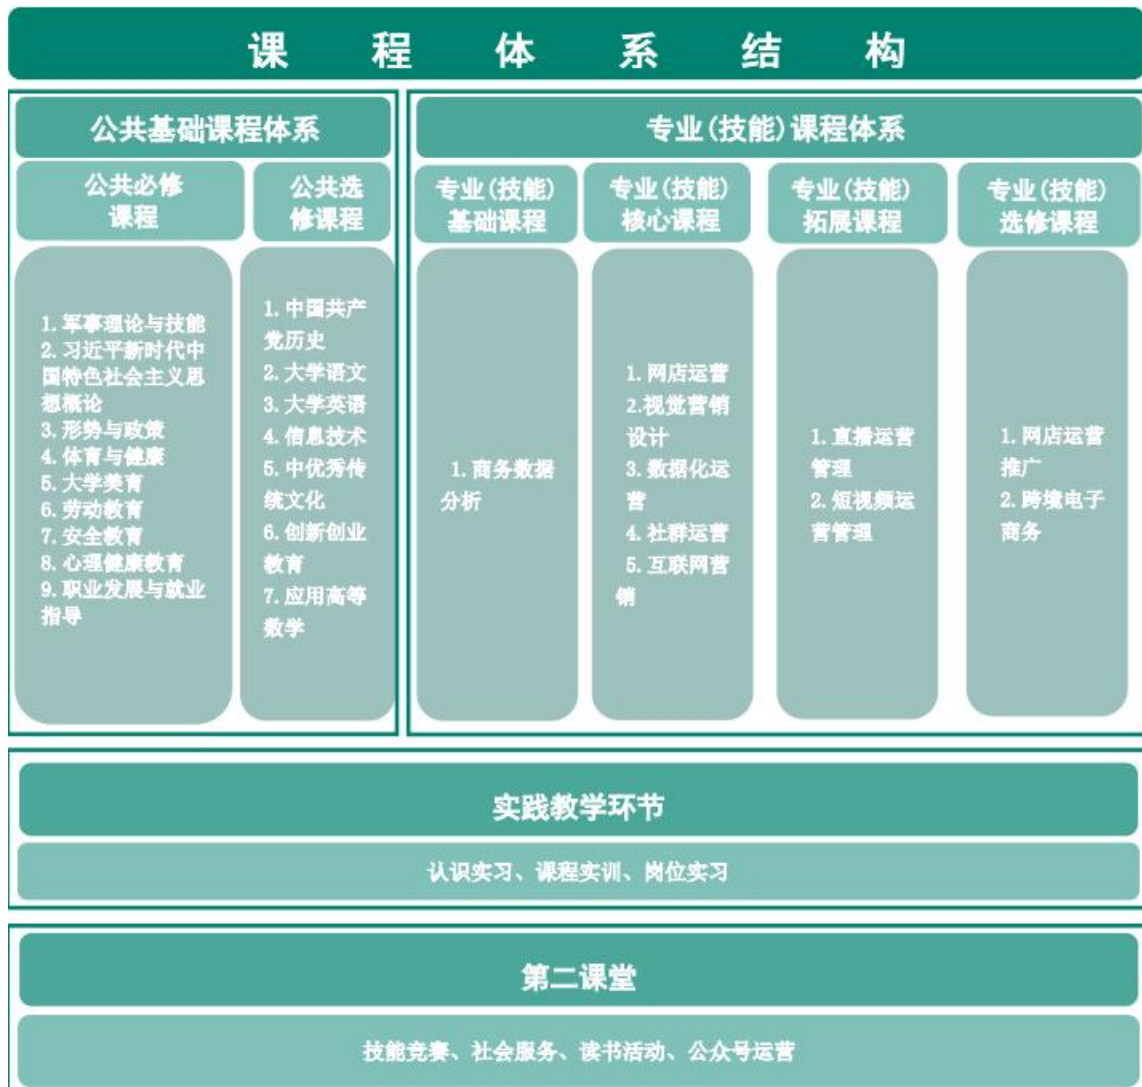 课程体系结构
公共基础课程体系
专业(技能)课程体系
公共必修
课程
公共选
修课程
专业(技能)
基础课程
专业(技能)
核心课程
专业(技能)
拓展课程
专业(技能)
选修课程
1.军事理论与技能
2.习近平新时代中
国特色社会主义思
想概论
3.形势与政策
4.体育与健康
5.大学美育
6.劳动教育
7.安全教育
8.心理健康教育
9.职业发展与就业
指导
1.中国共产
党历史
2.大学语文
3.大学英语
4.信息技术
5.中优秀传
统文化
6.创新创业
教育
7.应用高等
数学
1.商务数据
分析
1.网店运营
2.视觉营销
设计
3.数据化运
营
4.社群运营
5.互联网营
销
1.直播运营
管理
2.短视频运
营管理
1.网店运营
推广
2.跨境电子
商务
实践教学环节
认识实习、课程实训、岗位实习
第二课堂
技能竞赛、社会服务、读书活动、公众号运营